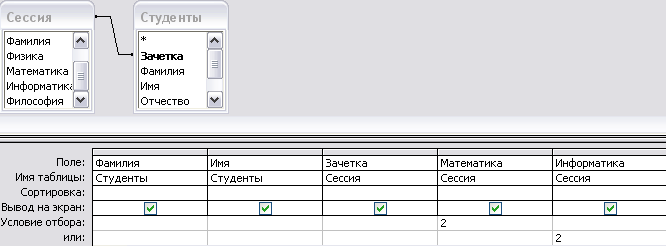 Сессия
Фамилия
Физика
Математика
Информатика
Философия
Студенты
*
Зачетка
Фамилия
Имя
Отчество
Поле: Фамилия Имя Зачетка Математика Информатика
Имя таблицы: Студенты Студенты Сессия Сессия Сессия
Сортировка:
Вывод на экран:
Условие отбора: 2
или: 2